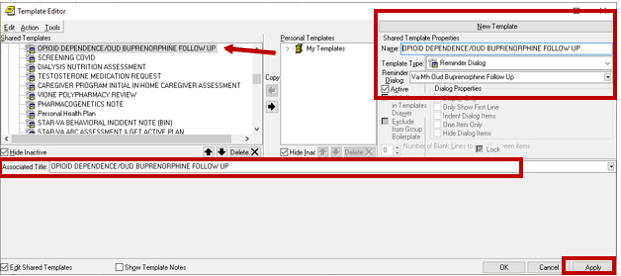 Template Editor
Edit Action Tools
New Template
Shared Templates
Personal Templates
Shared Template Properties
OPIOID DEPENDENCE/OUD BUPRENORPHINE FOLLOW UP
SCREENING COVID
DIALYSIS NUTRITION ASSESSMENT
TESTOSTERONE MEDICATION REQUEST
CAREGIVER PROGRAM INITIAL IN-HOME CAREGIVER ASSESSMENT
VIONE POLYPHARMACY REVIEW
PHARMACOGENETICS NOTE
Personal Health Plan
STAR-VA BEHAVIORAL INCIDENT NOTE (BIN)
STAR-VA ABC ASSESSMENT & GET ACTIVE PLAN
Copy
My Templates
Name: OPIOID DEPENDENCE/OUD BUPRENORPHINE FOLLOW UP
Template Type: Reminder Dialog
Reminder Dialog: Va-Mh Oud Buprenorphine Follow Up
Active
Dialog Properties
in Templates
Drawer
Exclude
from Group
Boilerplate
Only Show First Line
Indent Dialog Items
One Item Only
Hide Dialog Items
0 Number of Blank Lines to
een items
Lock
Hide Inactive
Delete
Hide Inac
Delete
Associated Title: OPIOID DEPENDENCE/OUD BUPRENORPHINE FOLLOW UP
Edit Shared Templates
Show Template Notes
OK
Cancel
Apply